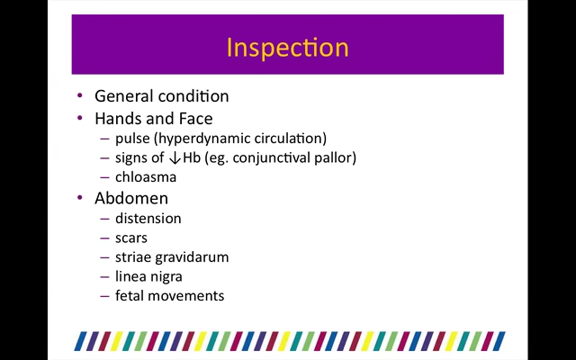 Inspection
• General condition
• Hands and Face
– pulse (hyperdynamic circulation)
– signs of ↓Hb (eg. conjunctival pallor)
– chloasma
• Abdomen
– distension
– scars
– striae gravidarum
– linea nigra
– fetal movements